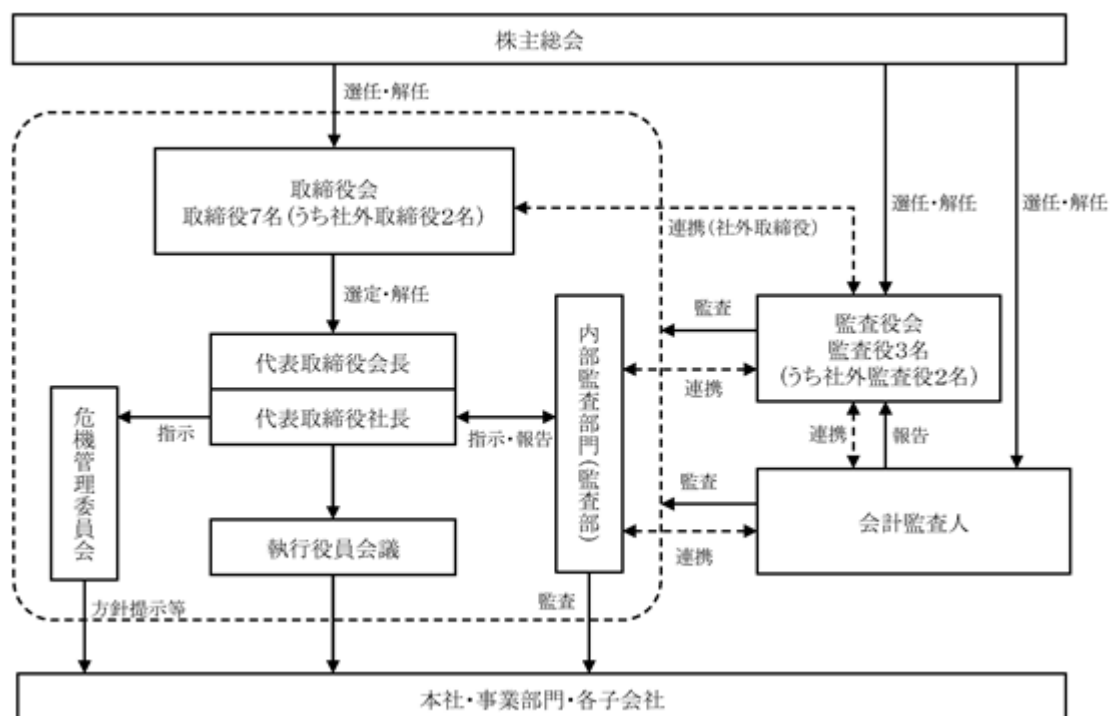 株主総会
選任・解任
取締役会
取締役7名(うち社外取締役2名)
選任・解任
選任・解任
連携(社外取締役)
選定・解任
代表取締役会長
代表取締役社長
内部監査部門(監査部)
監査
監査役会
監査役3名
(うち社外監査役2名)
連携
危機管理委員会
指示
指示・報告
連携
報告
監査
会計監査人
執行役員会議
連携
方針提示等
監査
本社・事業部門・各子会社